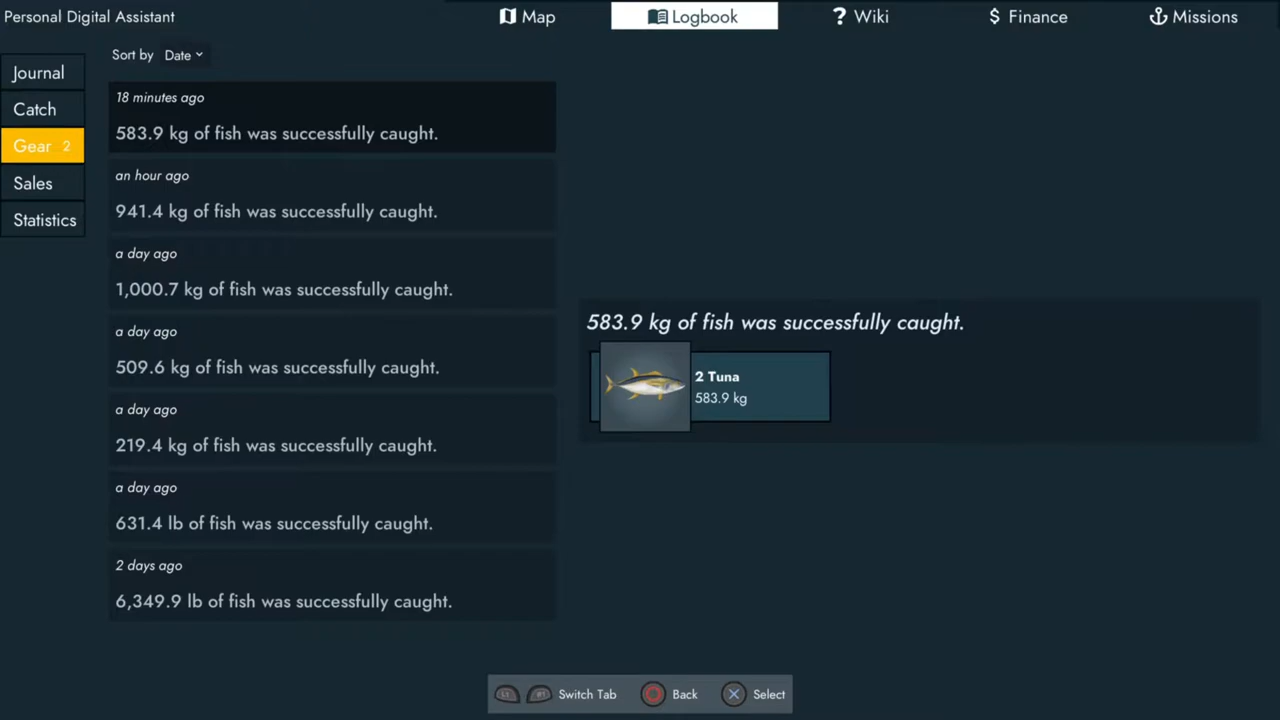 Personal Digital Assistant
Map
Logbook
? Wiki
$ Finance
Missions
Journal
Catch
Gear 2
Sales
Statistics
Sort by Date
18 minutes ago
583.9 kg of fish was successfully caught.
an hour ago
941.4 kg of fish was successfully caught.
a day ago
1,000.7 kg of fish was successfully caught.
a day ago
509.6 kg of fish was successfully caught.
a day ago
219.4 kg of fish was successfully caught.
a day ago
631.4 lb of fish was successfully caught.
2 days ago
6,349.9 lb of fish was successfully caught.
583.9 kg of fish was successfully caught.
2 Tuna
583.9 kg
L1 R1 Switch Tab
Back
Select